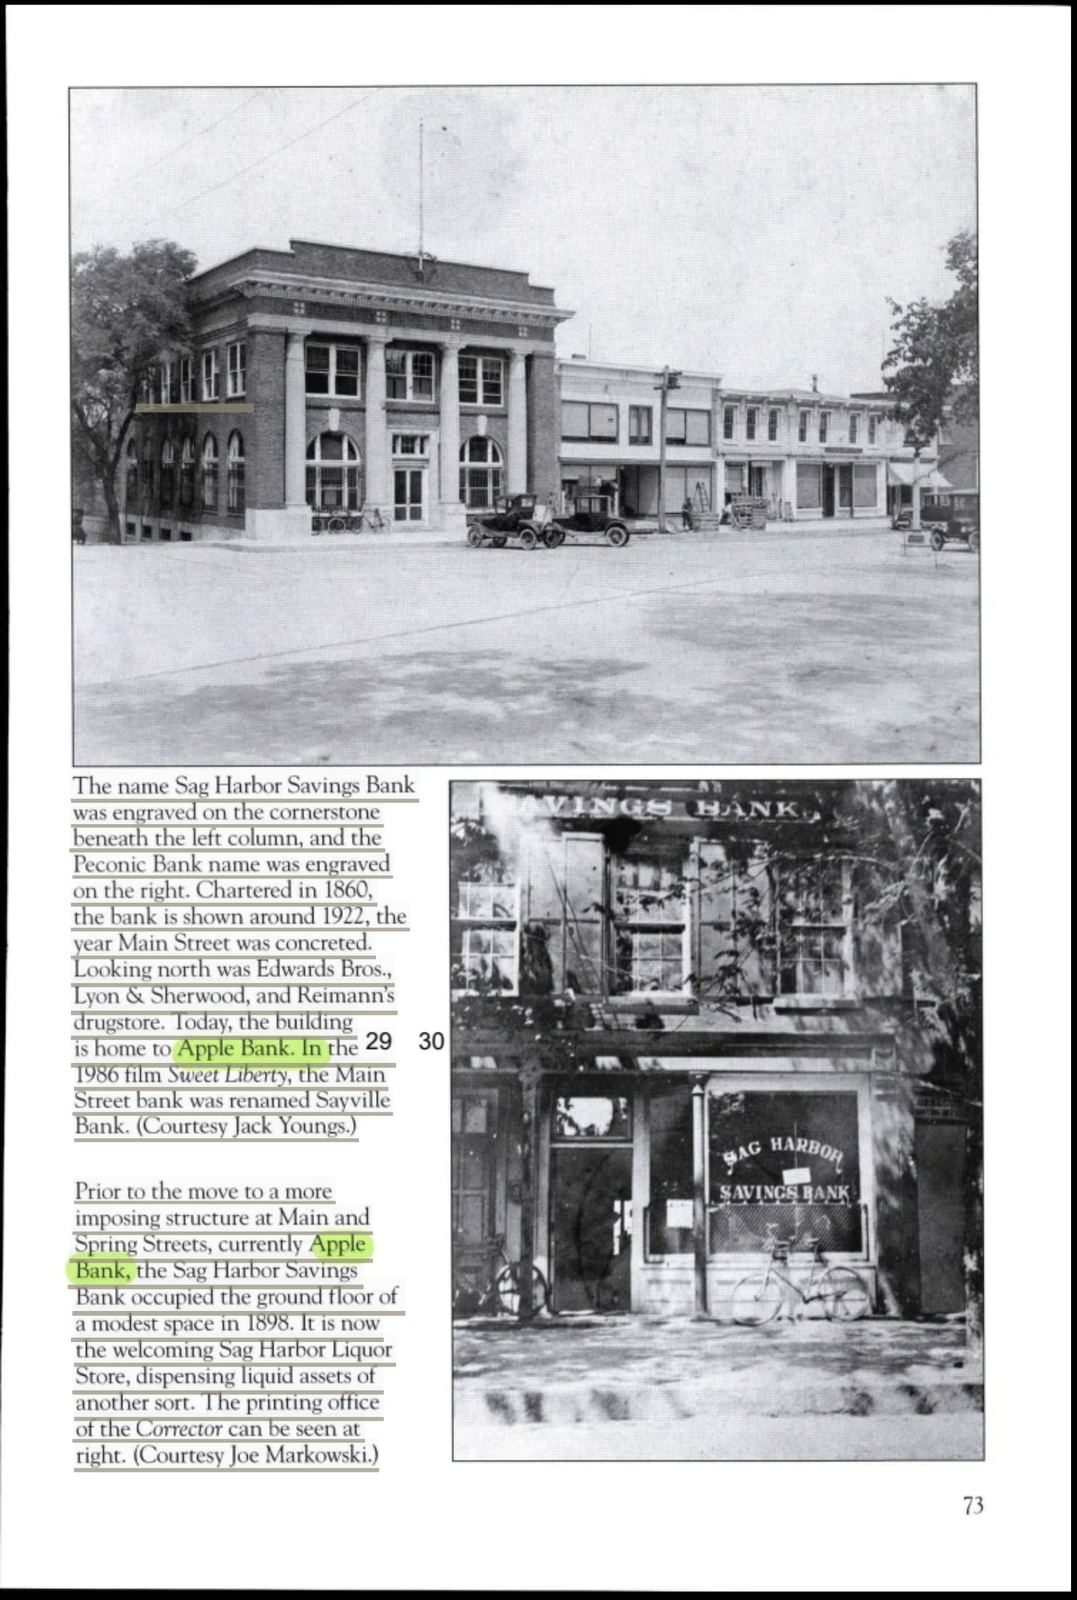 The name Sag Harbor Savings Bank
was engraved on the cornerstone
beneath the left column, and the
Peconic Bank name was engraved
on the right. Chartered in 1860,
the bank is shown around 1922, the
year Main Street was concreted.
Looking north was Edwards Bros.,
Lyon & Sherwood, and Reimann's
drugstore. Today, the building
is home to Apple Bank. In the 29 30
1986 film Sweet Liberty, the Main
Street bank was renamed Sayville
Bank. (Courtesy Jack Youngs.)
Prior to the move to a more
imposing structure at Main and
Spring Streets, currently Apple
Bank, the Sag Harbor Savings
Bank occupied the ground floor of
a modest space in 1898. It is now
the welcoming Sag Harbor Liquor
Store, dispensing liquid assets of
another sort. The printing office
of the Corrector can be seen at
right. (Courtesy Joe Markowski.)
AVINGS BANK.
SAG HARBOR
SAVINGS BANK
73